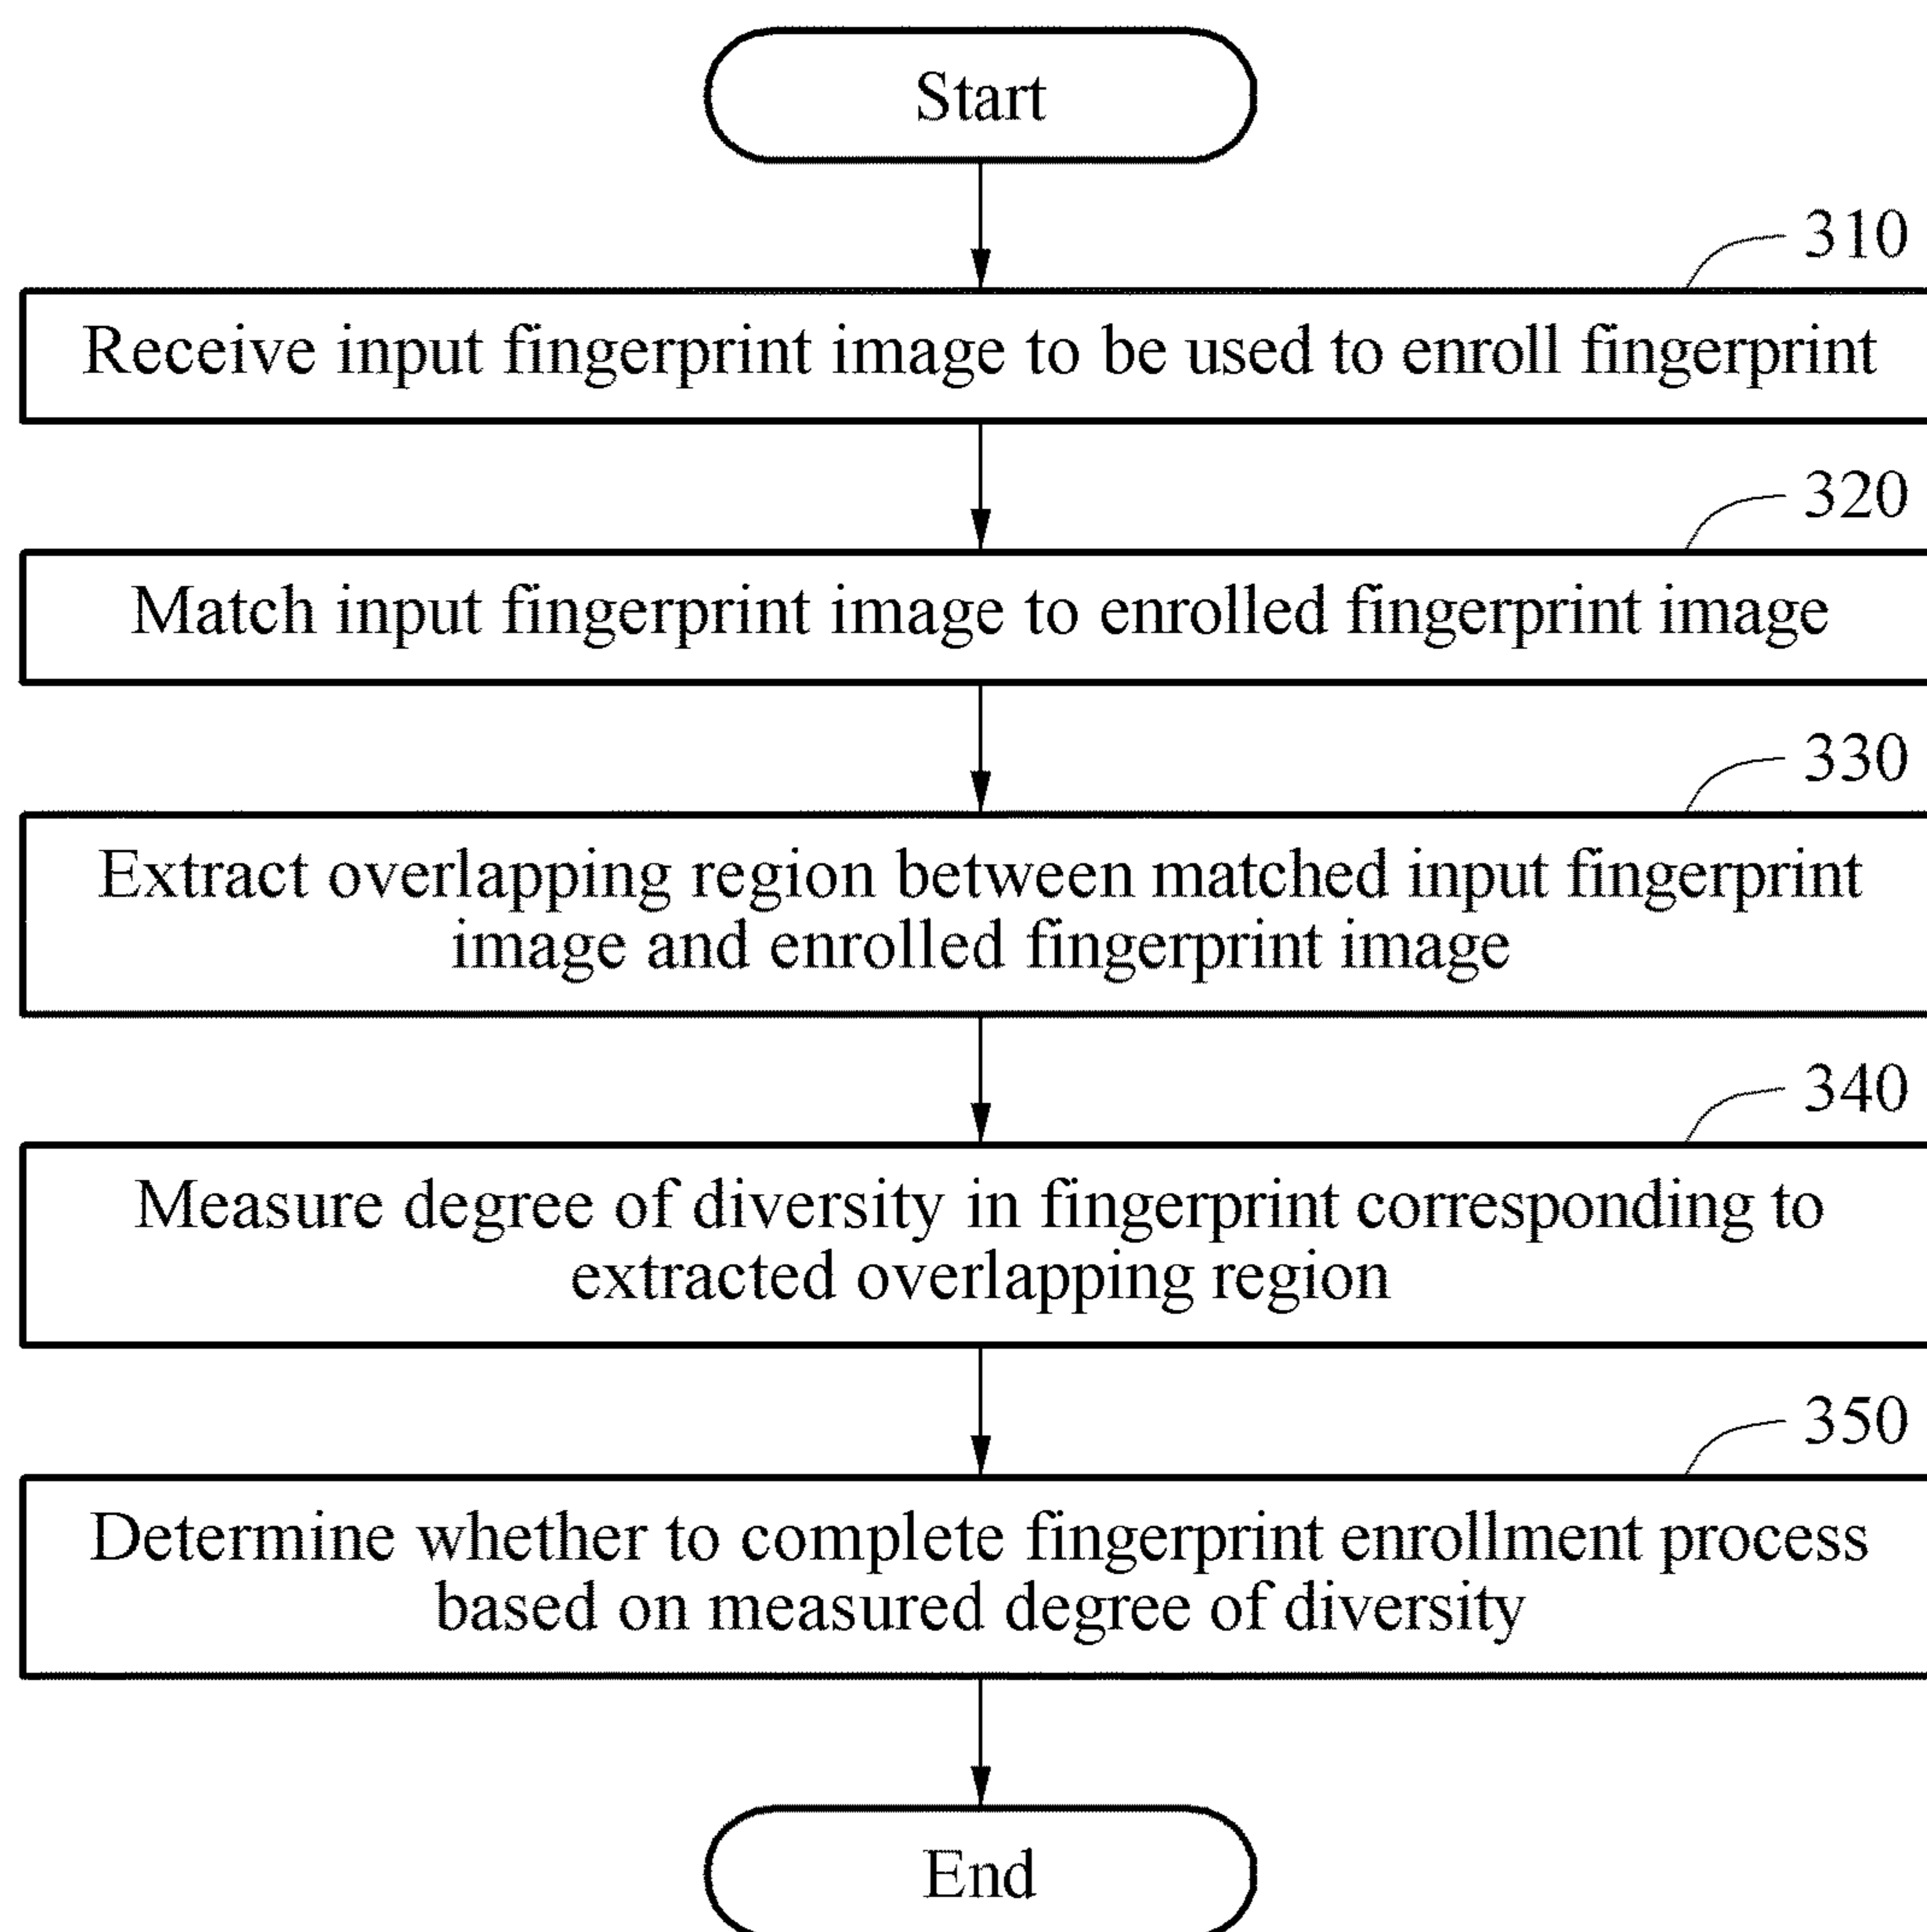 Start
310
Receive input fingerprint image to be used to enroll fingerprint
320
Match input fingerprint image to enrolled fingerprint image
330
Extract overlapping region between matched input fingerprint
image and enrolled fingerprint image
340
Measure degree of diversity in fingerprint corresponding to
extracted overlapping region
350
Determine whether to complete fingerprint enrollment process
based on measured degree of diversity
End